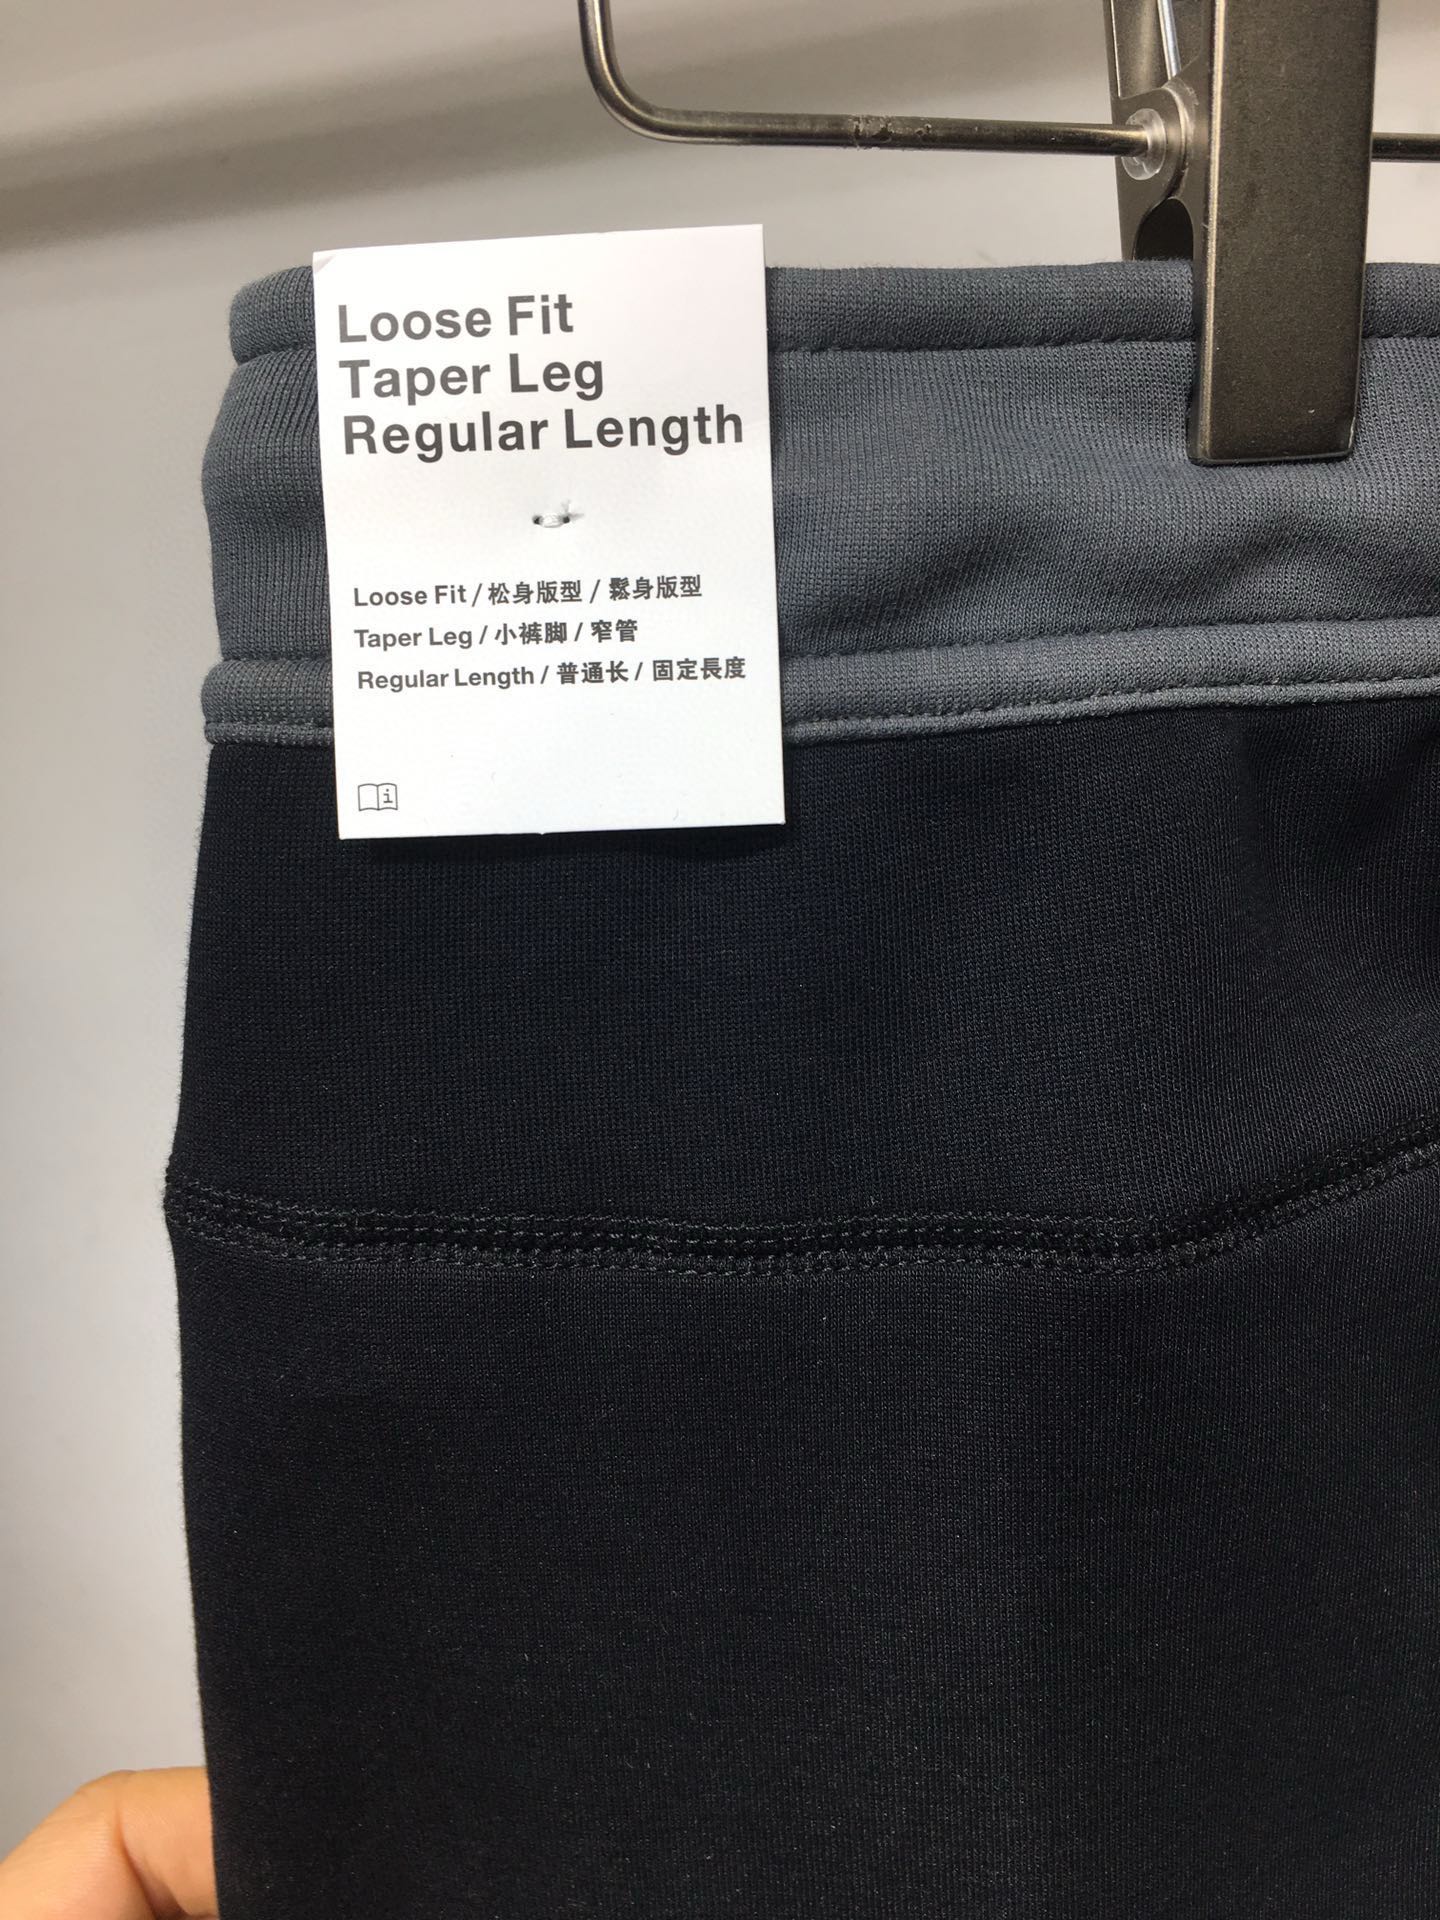 Loose Fit
Taper Leg
Regular Length
Loose Fit / 松身版型 / 鬆身版型
Taper Leg / 小裤脚 / 窄管
Regular Length / 普通长 / 固定長度
i